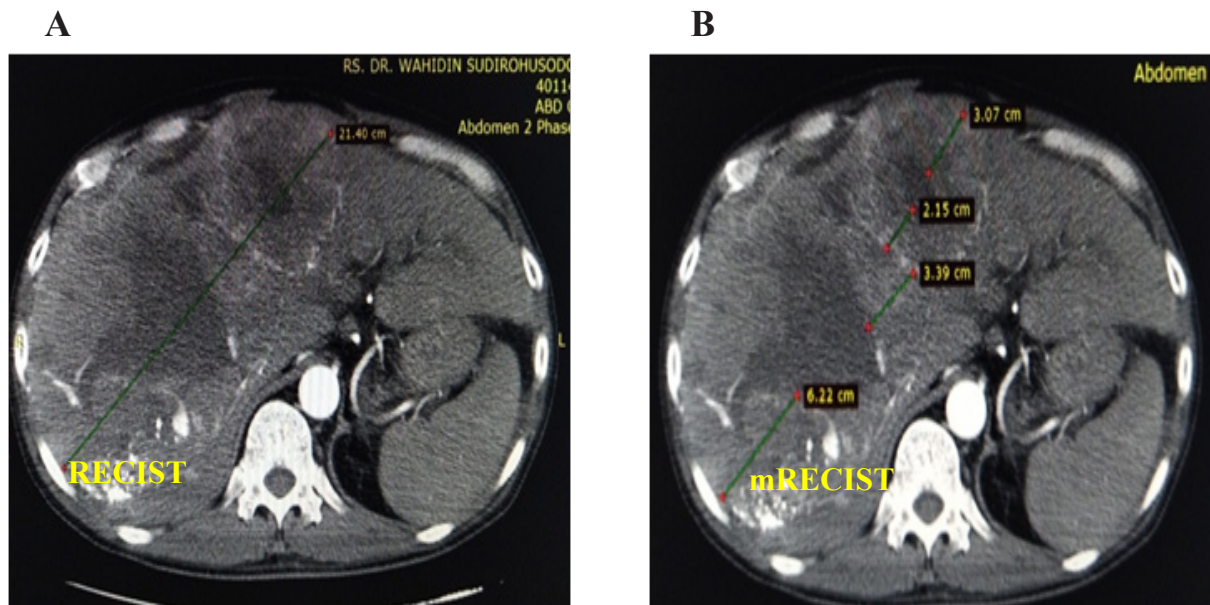 A
B
RS. DR. WAHIDIN SUDIROHUSOD
4011
ABD
Abdomen 2 Phase
21.40 cm
L
RECIST
Abdomen
3.07 cm
2.15 cm
3.39 cm
6.22 cm
mRECIST